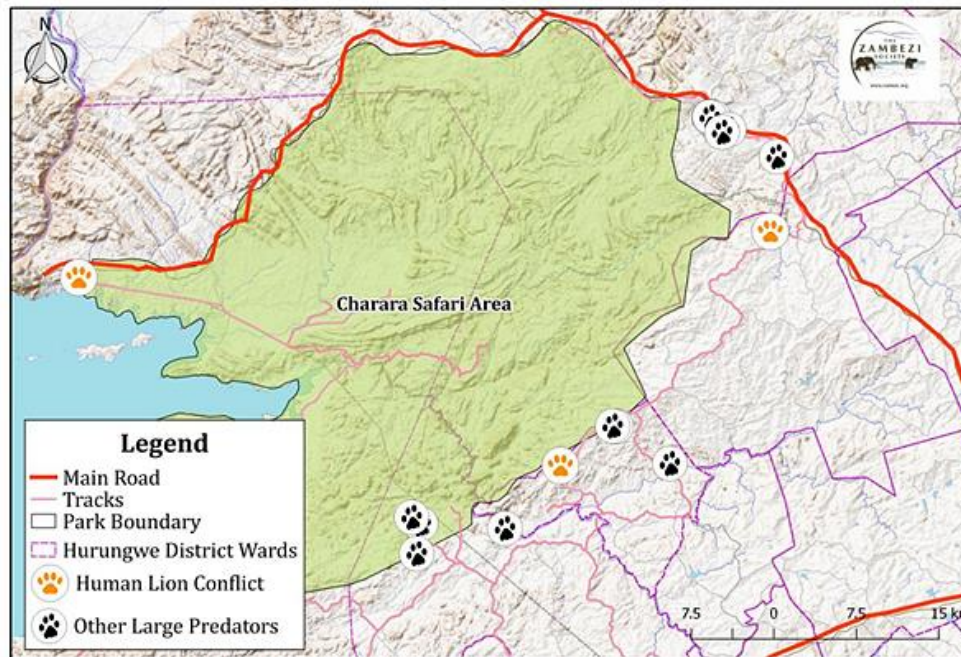 N
THE
ZAMBEZI
SOCIETY
Charara Safari Area
Legend
Main Road
Tracks
Park Boundary
Hurungwe District Wards
Human Lion Conflict
Other Large Predators
7.5 0 7.5 15 km